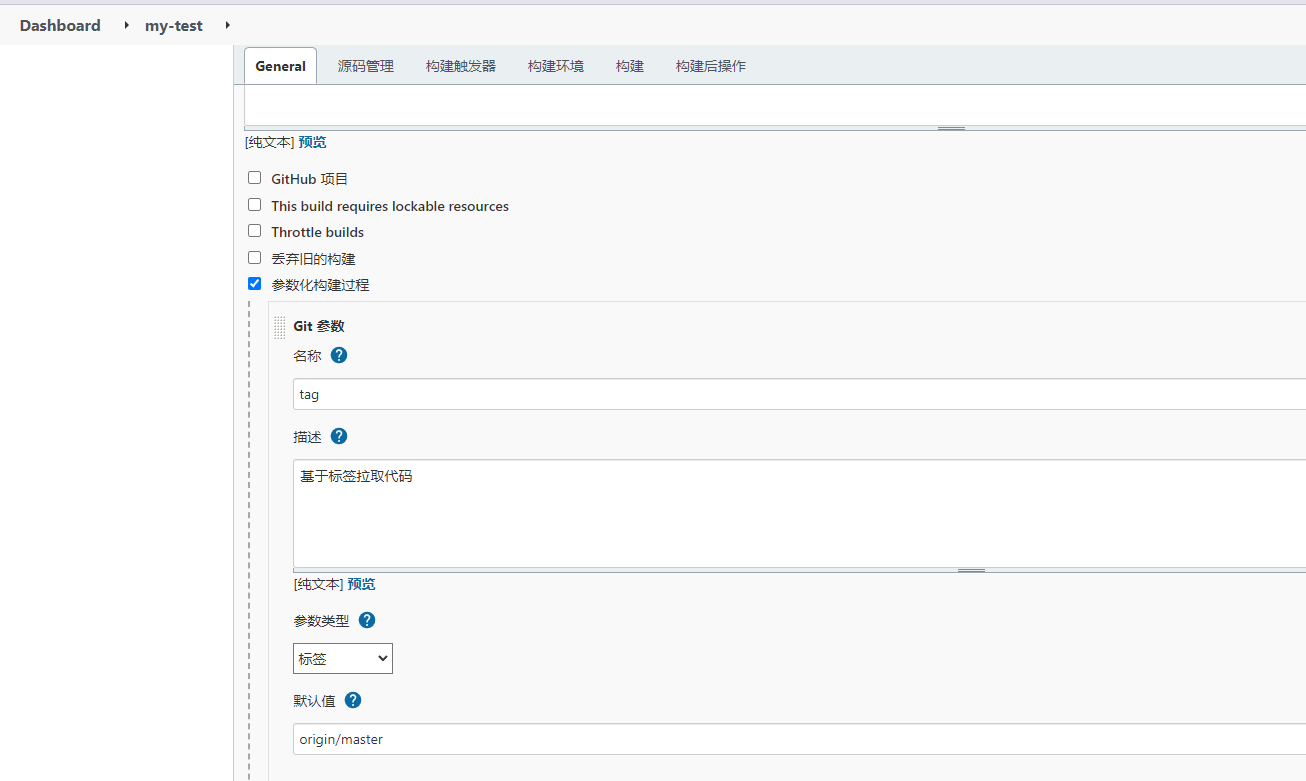 Dashboard my-test
General 源码管理 构建触发器 构建环境 构建 构建后操作
[纯文本] 预览
GitHub 项目
This build requires lockable resources
Throttle builds
丢弃旧的构建
参数化构建过程
Git 参数
名称 ?
tag
描述 ?
基于标签拉取代码
[纯文本] 预览
参数类型 ?
标签
默认值 ?
origin/master